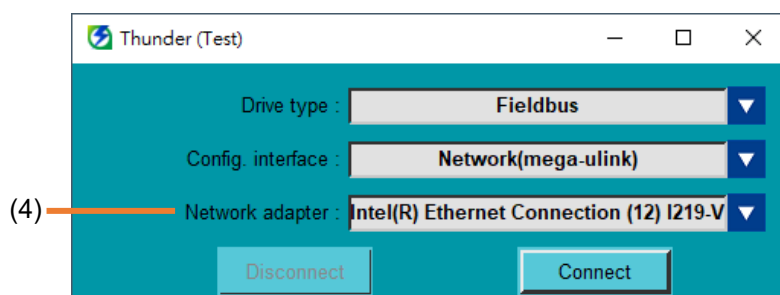 Thunder (Test)
Drive type : Fieldbus
Config. interface : Network(mega-ulink)
(4) Network adapter : Intel(R) Ethernet Connection (12) I219-V
Disconnect Connect